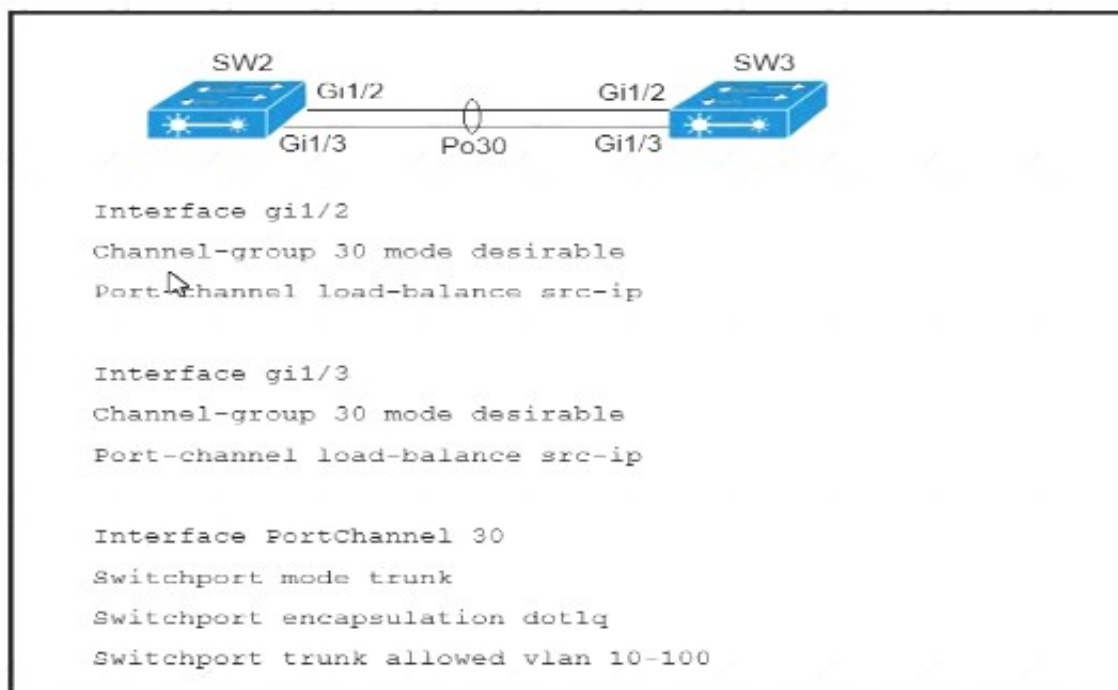 SW2
SW3
Gi1/2
Gi1/2
Gi1/3
Po30
Gi1/3
Interface gi1/2
Channel-group 30 mode desirable
Port-channel load-balance src-ip
Interface gi1/3
Channel-group 30 mode desirable
Port-channel load-balance src-ip
Interface PortChannel 30
Switchport mode trunk
Switchport encapsulation dot1q
Switchport trunk allowed vlan 10-100